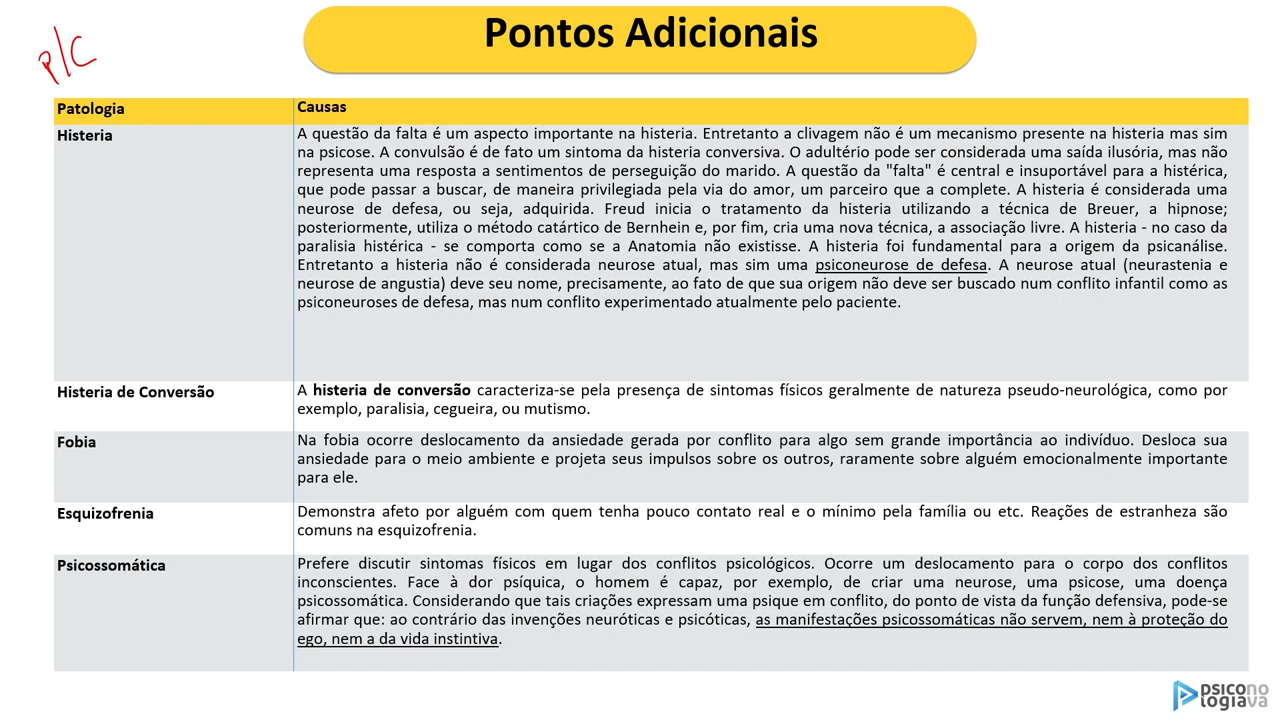 Pontos Adicionais
P/C
Patologia
Causas
Histeria
A questão da falta é um aspecto importante na histeria. Entretanto a clivagem não é um mecanismo presente na histeria mas sim
na psicose. A convulsão é de fato um sintoma da histeria conversiva. O adultério pode ser considerada uma saída ilusória, mas não
representa uma resposta a sentimentos de perseguição do marido. A questão da "falta" é central e insuportável para a histérica,
que pode passar a buscar, de maneira privilegiada pela via do amor, um parceiro que a complete. A histeria é considerada uma
neurose de defesa, ou seja, adquirida. Freud inicia o tratamento da histeria utilizando a técnica de Breuer, a hipnose;
posteriormente, utiliza o método catártico de Bernhein e, por fim, cria uma nova técnica, a associação livre. A histeria - no caso da
paralisia histérica - se comporta como se a Anatomia não existisse. A histeria foi fundamental para a origem da psicanálise.
Entretanto a histeria não é considerada neurose atual, mas sim uma psiconeurose de defesa. A neurose atual (neurastenia e
neurose de angustia) deve seu nome, precisamente, ao fato de que sua origem não deve ser buscado num conflito infantil como as
psiconeuroses de defesa, mas num conflito experimentado atualmente pelo paciente.
Histeria de Conversão
A histeria de conversão caracteriza-se pela presença de sintomas físicos geralmente de natureza pseudo-neurológica, como por
exemplo, paralisia, cegueira, ou mutismo.
Fobia
Na fobia ocorre deslocamento da ansiedade gerada por conflito para algo sem grande importância ao indivíduo. Desloca sua
ansiedade para o meio ambiente e projeta seus impulsos sobre os outros, raramente sobre alguém emocionalmente importante
para ele.
Esquizofrenia
Demonstra afeto por alguém com quem tenha pouco contato real e o mínimo pela família ou etc. Reações de estranheza são
comuns na esquizofrenia.
Psicossomática
Prefere discutir sintomas físicos em lugar dos conflitos psicológicos. Ocorre um deslocamento para o corpo dos conflitos
inconscientes. Face à dor psíquica, o homem é capaz, por exemplo, de criar uma neurose, uma psicose, uma doença
psicossomática. Considerando que tais criações expressam uma psique em conflito, do ponto de vista da função defensiva, pode-se
afirmar que: ao contrário das invenções neuróticas e psicóticas, as manifestações psicossomáticas não servem, nem à proteção do
ego, nem a da vida instintiva.
psicono
logiava